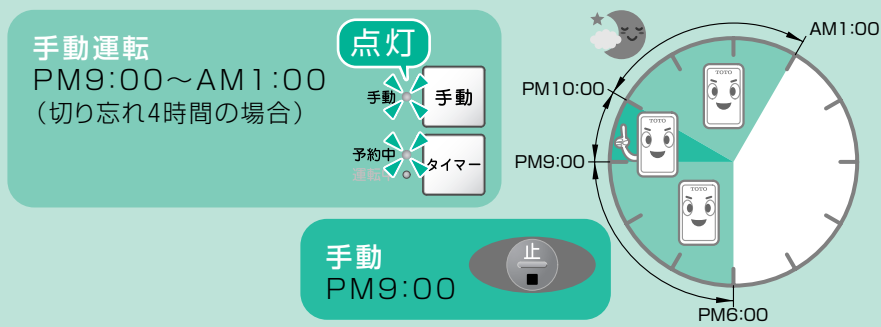 手動運転
PM9:00～AM1:00
（切り忘れ4時間の場合）
点灯
手動
手動
予約中
運転中
タイマー
手動
PM9:00
止
AM1:00
PM10:00
PM9:00
PM6:00
TOTO
TOTO
TOTO